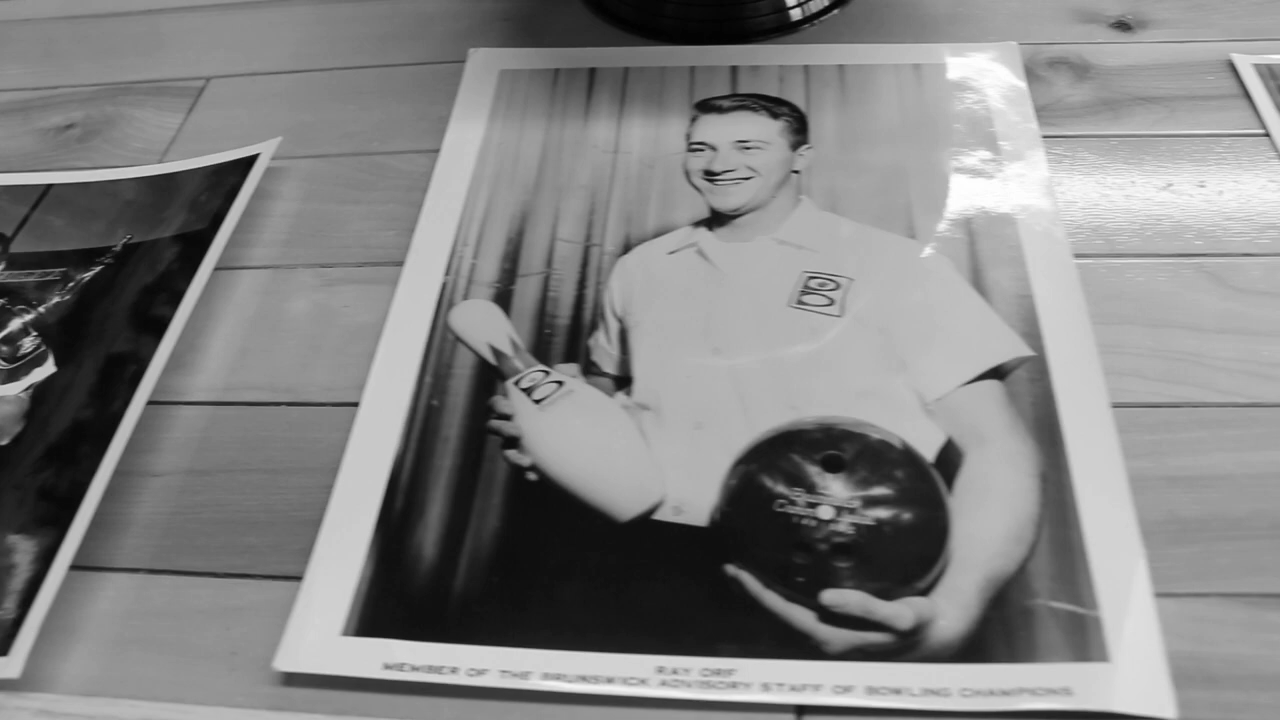 RAY ORF
MEMBER OF THE BRUNSWICK ADVISORY STAFF OF BOWLING CHAMPIONS